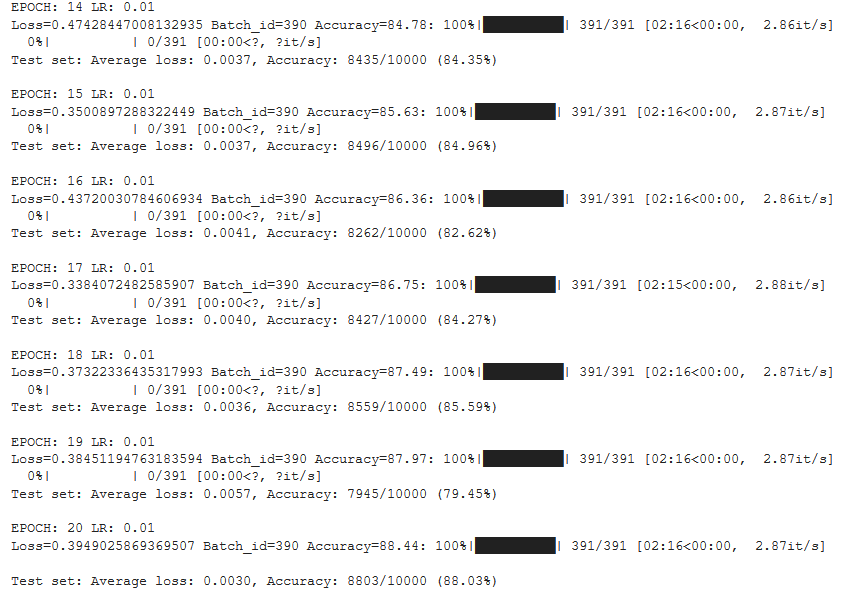 EPOCH: 14 LR: 0.01
Loss=0.47428447008132935 Batch_id=390 Accuracy=84.78: 100%|██████████| 391/391 [02:16<00:00,  2.86it/s]
  0%|          | 0/391 [00:00<?, ?it/s]
Test set: Average loss: 0.0037, Accuracy: 8435/10000 (84.35%)
EPOCH: 15 LR: 0.01
Loss=0.3500897288322449 Batch_id=390 Accuracy=85.63: 100%|██████████| 391/391 [02:16<00:00,  2.87it/s]
  0%|          | 0/391 [00:00<?, ?it/s]
Test set: Average loss: 0.0037, Accuracy: 8496/10000 (84.96%)
EPOCH: 16 LR: 0.01
Loss=0.43720030784606934 Batch_id=390 Accuracy=86.36: 100%|██████████| 391/391 [02:16<00:00,  2.86it/s]
  0%|          | 0/391 [00:00<?, ?it/s]
Test set: Average loss: 0.0041, Accuracy: 8262/10000 (82.62%)
EPOCH: 17 LR: 0.01
Loss=0.3384072482585907 Batch_id=390 Accuracy=86.75: 100%|██████████| 391/391 [02:15<00:00,  2.88it/s]
  0%|          | 0/391 [00:00<?, ?it/s]
Test set: Average loss: 0.0040, Accuracy: 8427/10000 (84.27%)
EPOCH: 18 LR: 0.01
Loss=0.37322336435317993 Batch_id=390 Accuracy=87.49: 100%|██████████| 391/391 [02:16<00:00,  2.87it/s]
  0%|          | 0/391 [00:00<?, ?it/s]
Test set: Average loss: 0.0036, Accuracy: 8559/10000 (85.59%)
EPOCH: 19 LR: 0.01
Loss=0.38451194763183594 Batch_id=390 Accuracy=87.97: 100%|██████████| 391/391 [02:16<00:00,  2.87it/s]
  0%|          | 0/391 [00:00<?, ?it/s]
Test set: Average loss: 0.0057, Accuracy: 7945/10000 (79.45%)
EPOCH: 20 LR: 0.01
Loss=0.3949025869369507 Batch_id=390 Accuracy=88.44: 100%|██████████| 391/391 [02:16<00:00,  2.87it/s]
Test set: Average loss: 0.0030, Accuracy: 8803/10000 (88.03%)